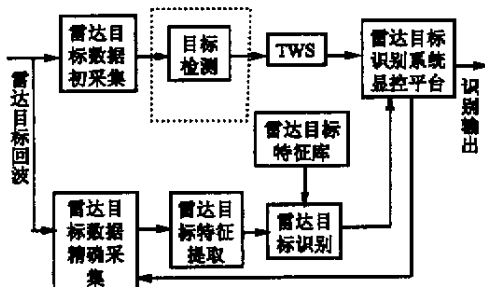 雷达目
标数据
初采集
目标
检测
TWS
雷达目标
识别系统
显控平台
识别输出
雷达目标回波
雷达目标
特征库
雷达目
标数据
精确采
集
雷达目
标特征
提取
雷达目
标识别